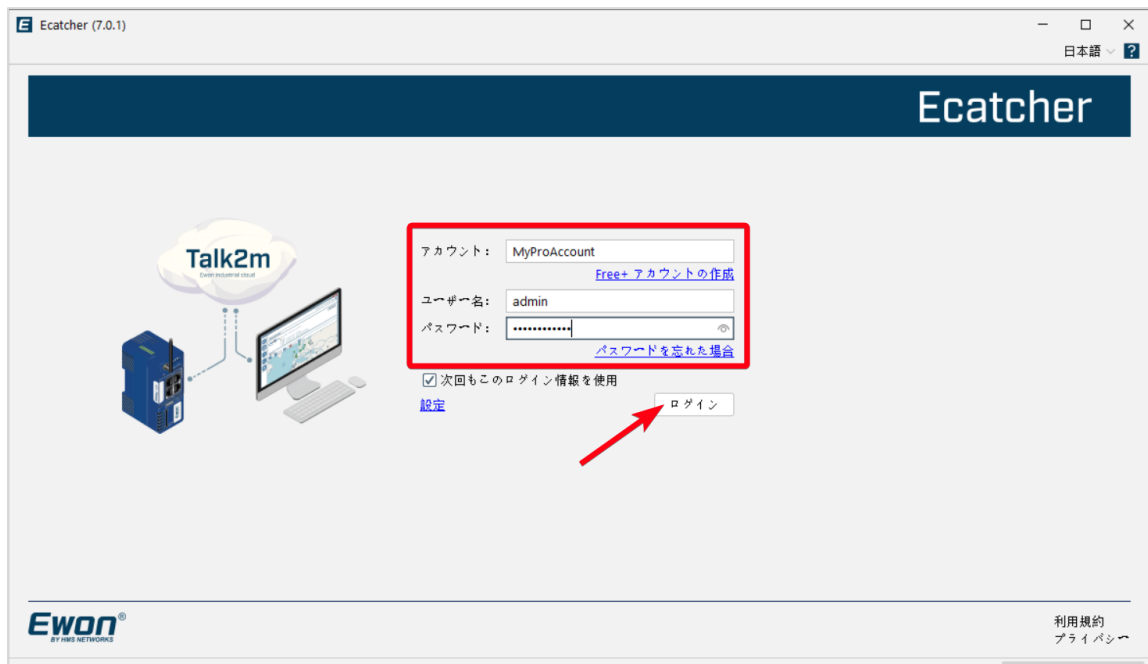 Ecatcher (7.0.1)
日本語
?
Ecatcher
Talk2m
Ewon industrial cloud
アカウント: MyProAccount
Free+ アカウントの作成
ユーザー名: admin
パスワード: ••••••••••••
パスワードを忘れた場合
次回もこのログイン情報を使用
設定
ログイン
Ewon®
BY HMS NETWORKS
利用規約
プライバシー